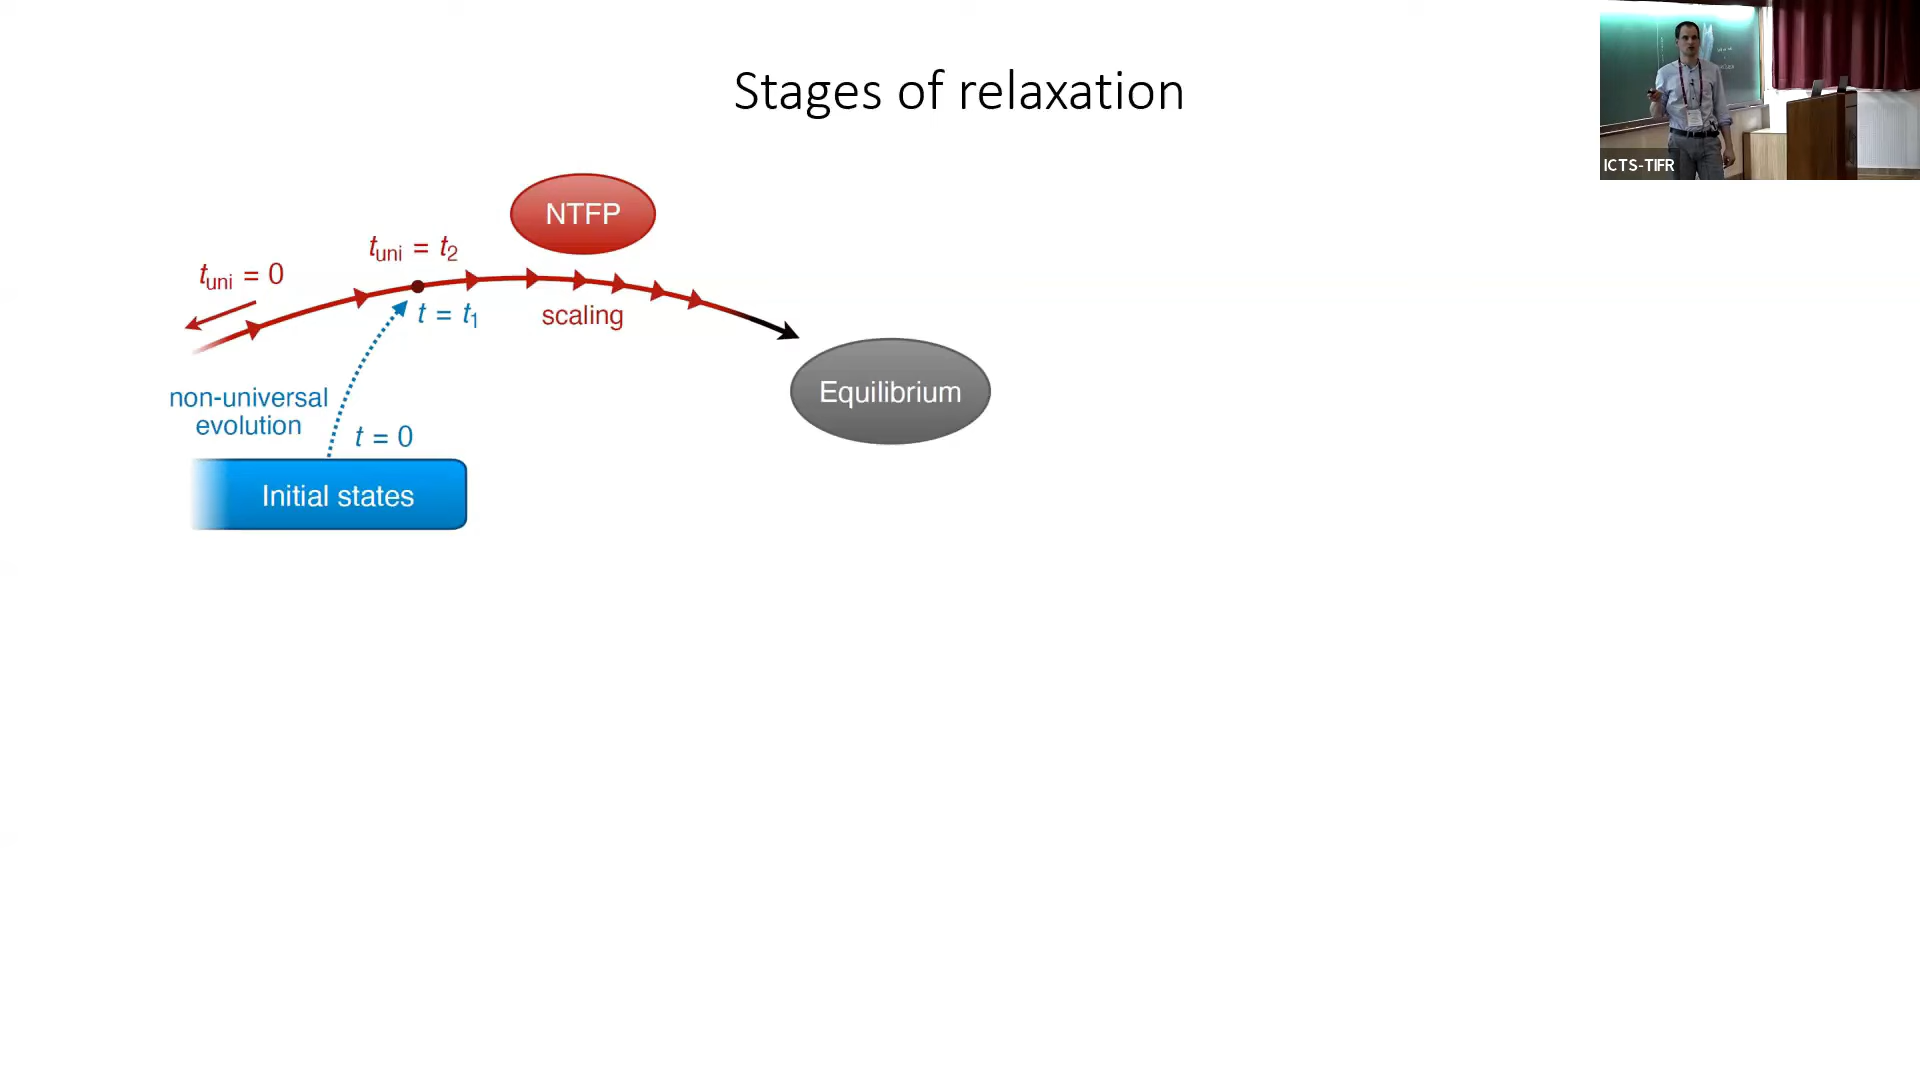 Stages of relaxation
ICTS-TIFR
NTFP
t_uni = t_2
t_uni = 0
t = t_1
scaling
non-universal
evolution
t = 0
Equilibrium
Initial states